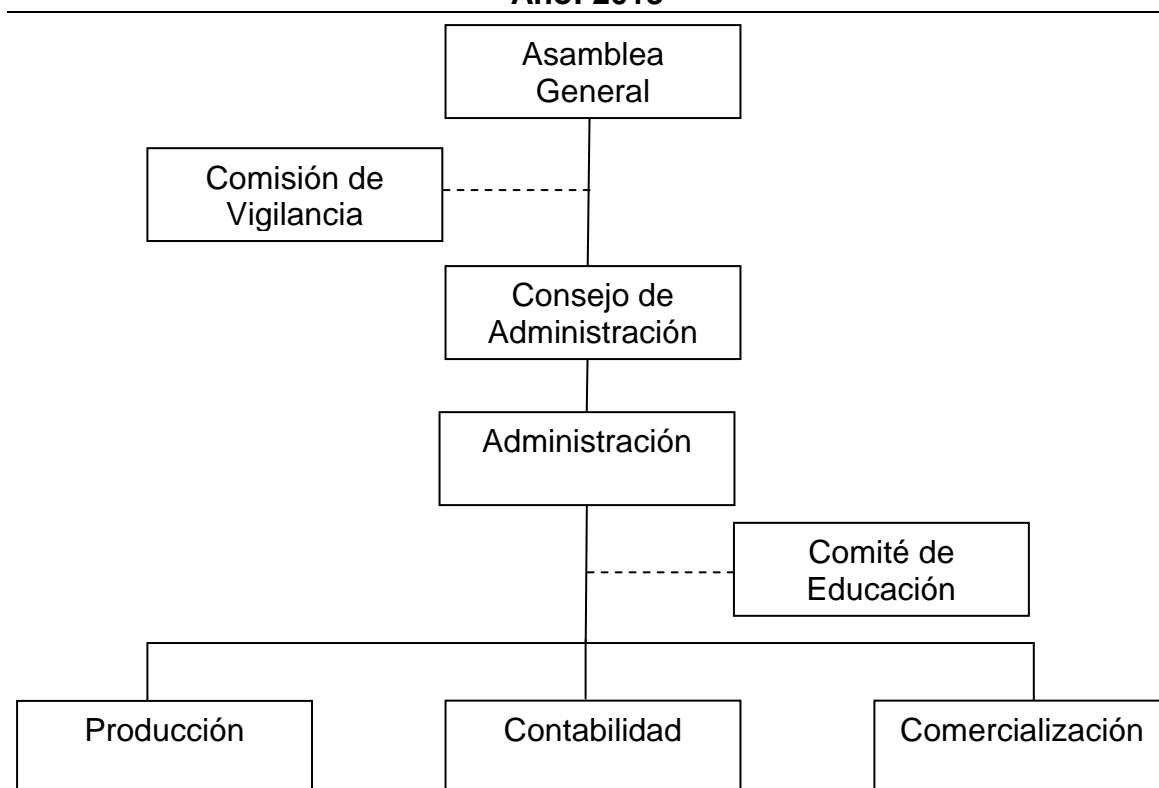 Asamblea
General
Comisión de
Vigilancia
Consejo de
Administración
Administración
Comité de
Educación
Producción
Contabilidad
Comercialización